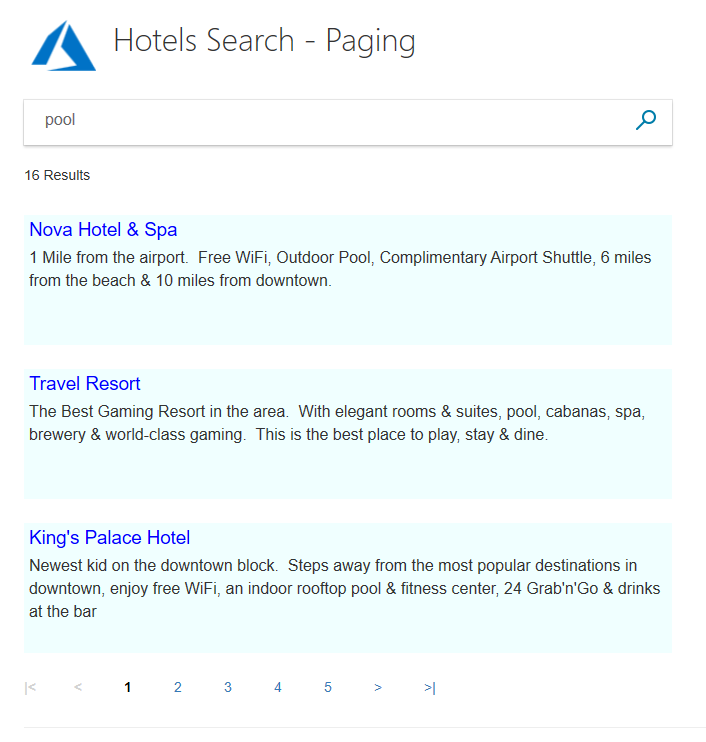 Hotels Search - Paging
pool
16 Results
Nova Hotel & Spa
1 Mile from the airport.  Free WiFi, Outdoor Pool, Complimentary Airport Shuttle, 6 miles
from the beach & 10 miles from downtown.
Travel Resort
The Best Gaming Resort in the area.  With elegant rooms & suites, pool, cabanas, spa,
brewery & world-class gaming.  This is the best place to play, stay & dine.
King's Palace Hotel
Newest kid on the downtown block.  Steps away from the most popular destinations in
downtown, enjoy free WiFi, an indoor rooftop pool & fitness center, 24 Grab'n'Go & drinks
at the bar
|< < 1 2 3 4 5 > >|